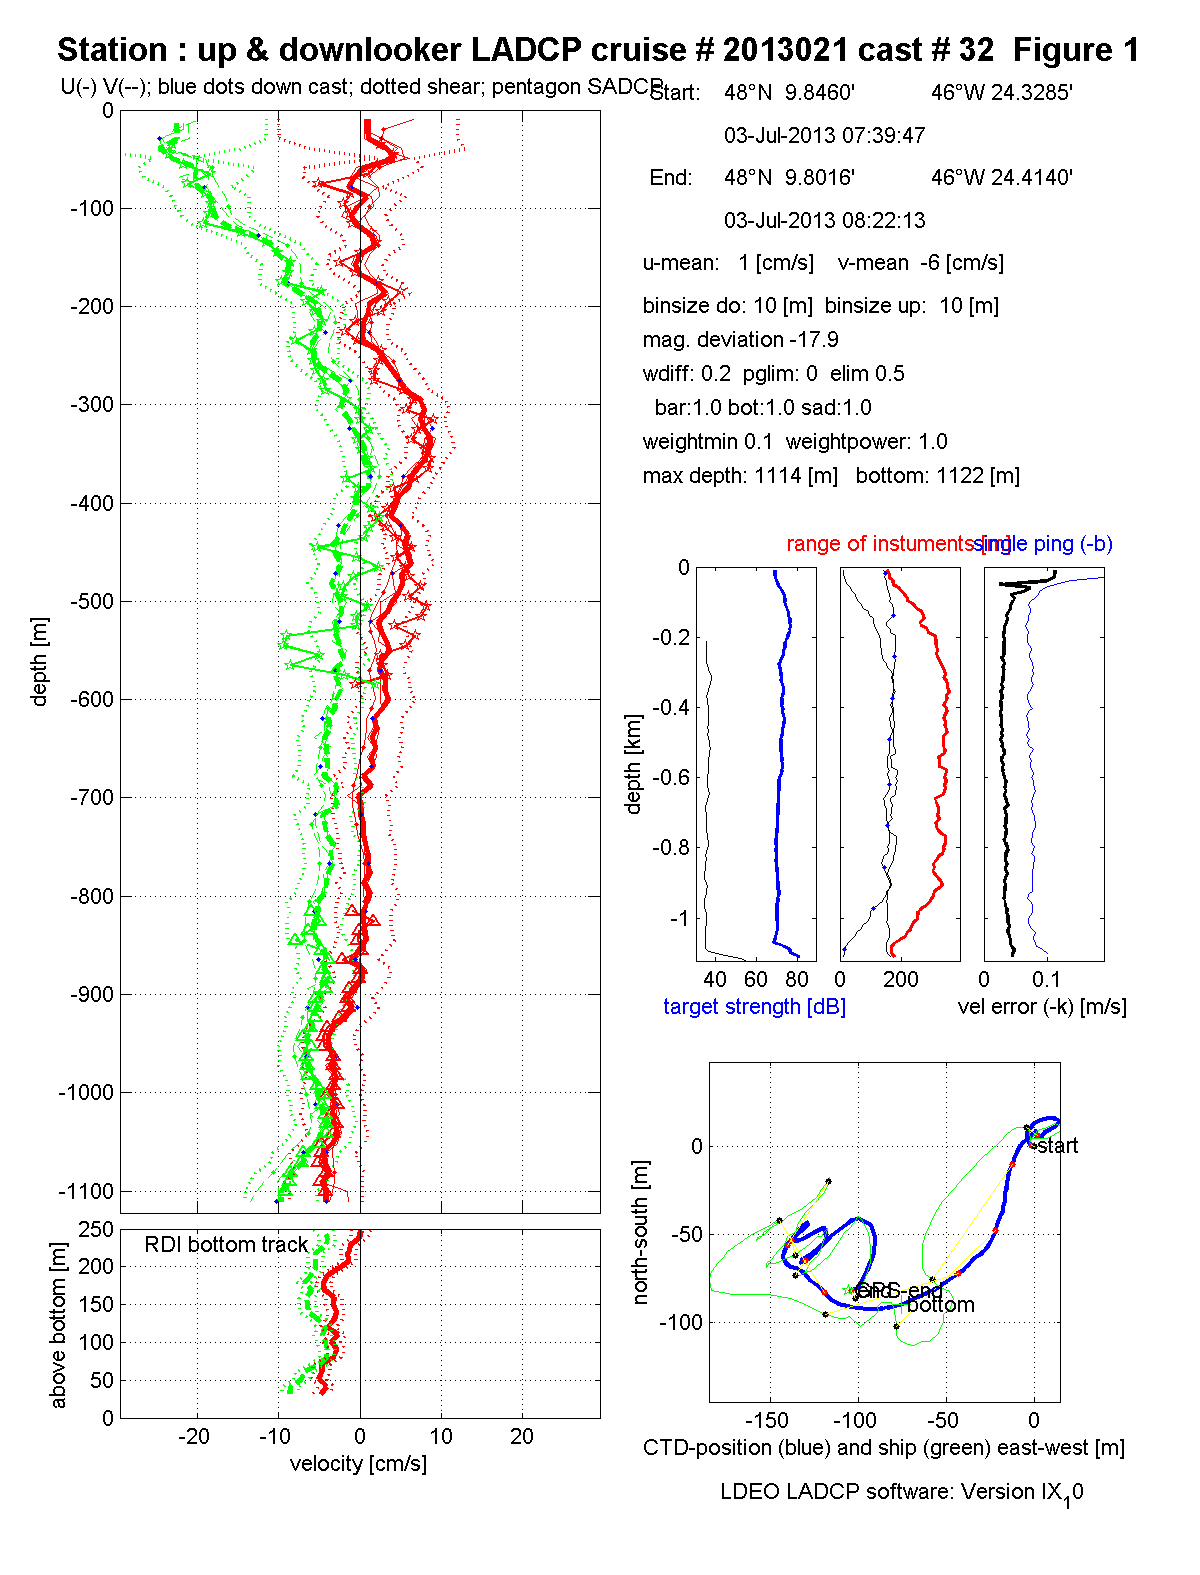 Station : up & downlooker LADCP cruise # 2013021 cast # 32  Figure 1
U(-) V(--); blue dots down cast; dotted shear; pentagon SADCP
Start: 48°N 9.8460' 46°W 24.3285'
03-Jul-2013 07:39:47
End: 48°N 9.8016' 46°W 24.4140'
03-Jul-2013 08:22:13
u-mean: 1 [cm/s] v-mean -6 [cm/s]
binsize do: 10 [m] binsize up: 10 [m]
mag. deviation -17.9
wdiff: 0.2 pglim: 0 elim 0.5
bar:1.0 bot:1.0 sad:1.0
weightmin 0.1 weightpower: 1.0
max depth: 1114 [m] bottom: 1122 [m]
0
-100
-200
-300
-400
-500
-600
-700
-800
-900
-1000
-1100
depth [m]
RDI bottom track
250
200
150
100
50
0
above bottom [m]
-20 -10 0 10 20
velocity [cm/s]
range of instuments [m]
single ping (-b)
0
-0.2
-0.4
-0.6
-0.8
-1
depth [km]
40 60 80
0 200
0 0.1
target strength [dB]
vel error (-k) [m/s]
0
-50
-100
north-south [m]
start
end
GPS-end
bottom
-150 -100 -50 0
CTD-position (blue) and ship (green) east-west [m]
LDEO LADCP software: Version IX10